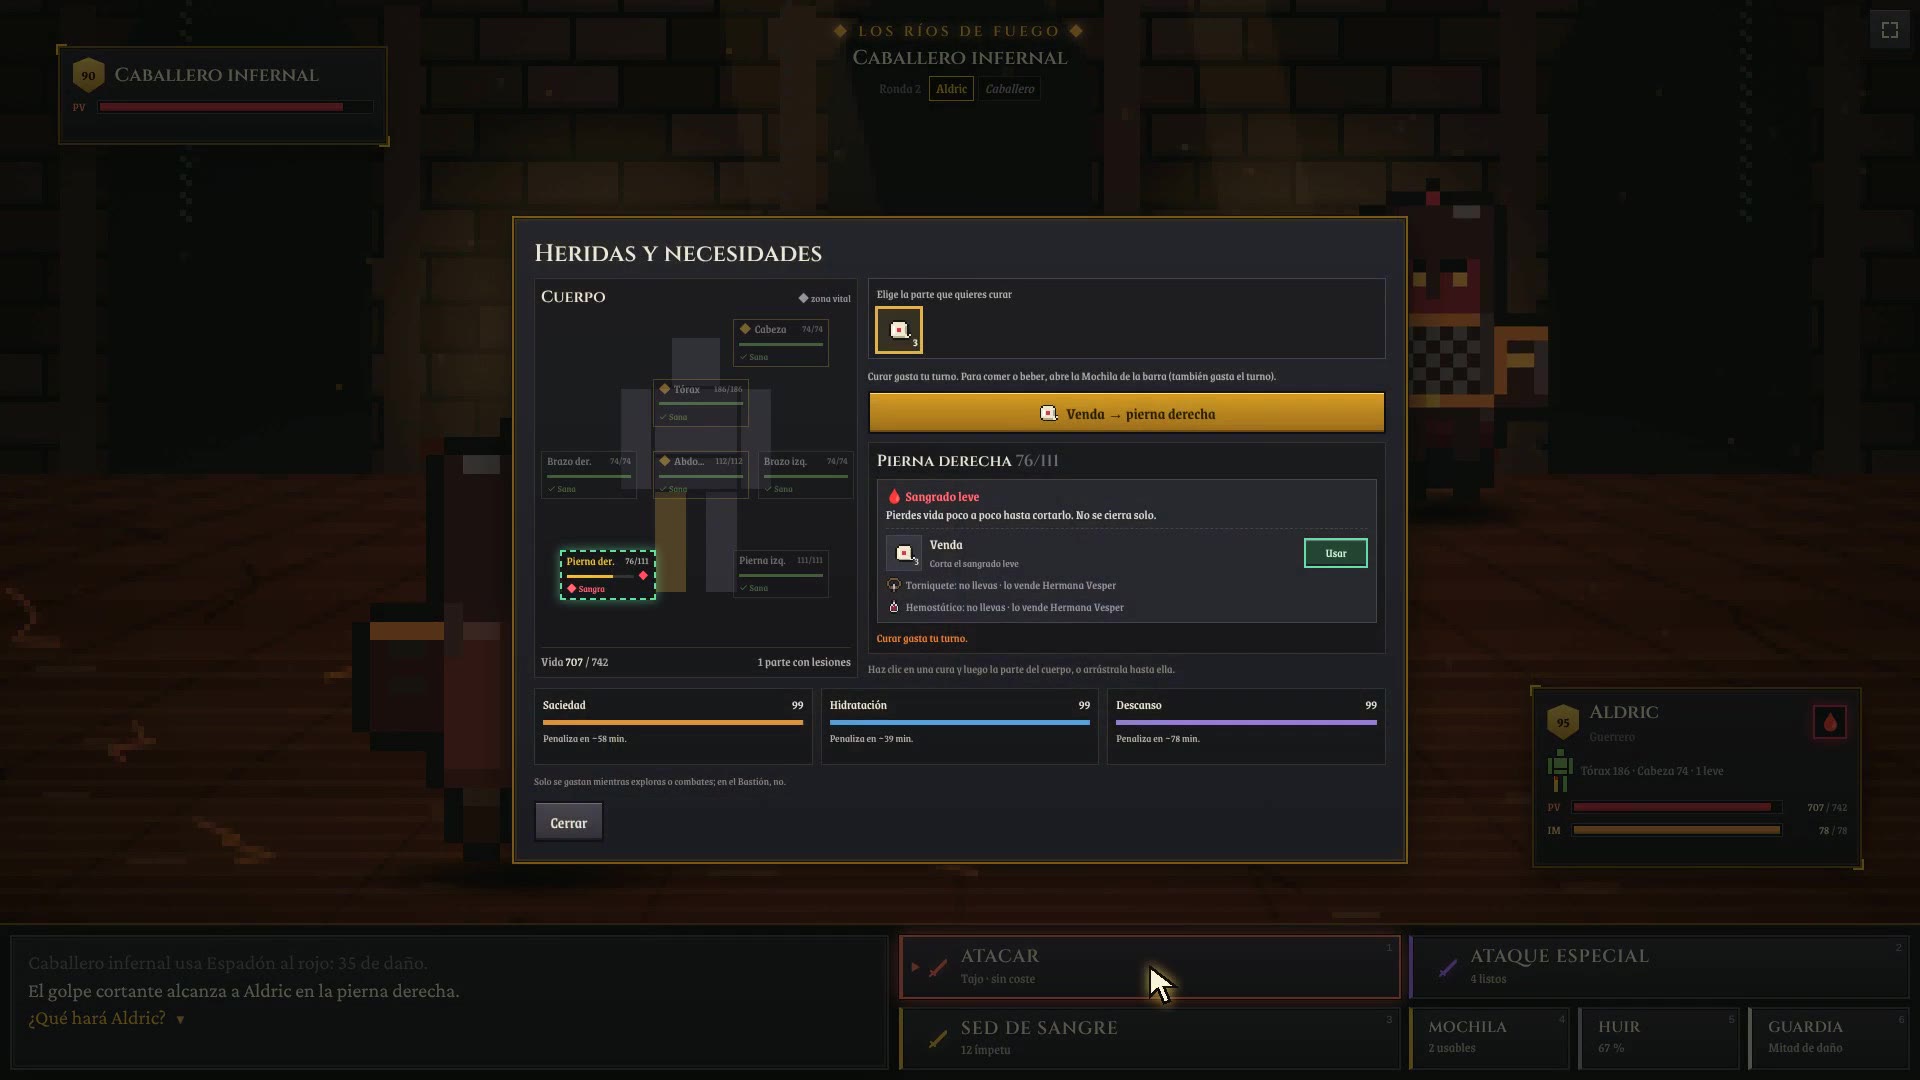 LOS RÍOS DE FUEGO
CABALLERO INFERNAL
Ronda 2 Aldric Caballero
90 CABALLERO INFERNAL
PV
HERIDAS Y NECESIDADES
CUERPO
zona vital
Cabeza 74/74
Sana
Tórax 186/186
Sana
Brazo der. 74/74
Sana
Abdo... 112/112
Sana
Brazo izq. 74/74
Sana
Pierna der. 76/111
Sangra
Pierna izq. 111/111
Sana
Vida 707 / 742
1 parte con lesiones
Elige la parte que quieres curar
3
Curar gasta tu turno. Para comer o beber, abre la Mochila de la barra (también gasta el turno).
Venda → pierna derecha
PIERNA DERECHA 76/111
Sangrado leve
Pierdes vida poco a poco hasta cortarlo. No se cierra solo.
3
Venda
Corta el sangrado leve
Usar
Torniquete: no llevas · lo vende Hermana Vesper
Hemostático: no llevas · lo vende Hermana Vesper
Curar gasta tu turno.
Haz clic en una cura y luego la parte del cuerpo, o arrástrala hasta ella.
Saciedad 99
Penaliza en ~58 min.
Hidratación 99
Penaliza en ~39 min.
Descanso 99
Penaliza en ~78 min.
Solo se gastan mientras exploras o combates; en el Bastión, no.
Cerrar
95 ALDRIC
Guerrero
Tórax 186 · Cabeza 74 · 1 leve
PV 707 / 742
IM 78 / 78
Caballero infernal usa Espadón al rojo: 35 de daño.
El golpe cortante alcanza a Aldric en la pierna derecha.
¿Qué hará Aldric?
ATACAR 1
Tajo · sin coste
ATAQUE ESPECIAL 2
4 listos
SED DE SANGRE 3
12 ímpetu
MOCHILA 4
2 usables
HUIR 5
67 %
GUARDIA 6
Mitad de daño